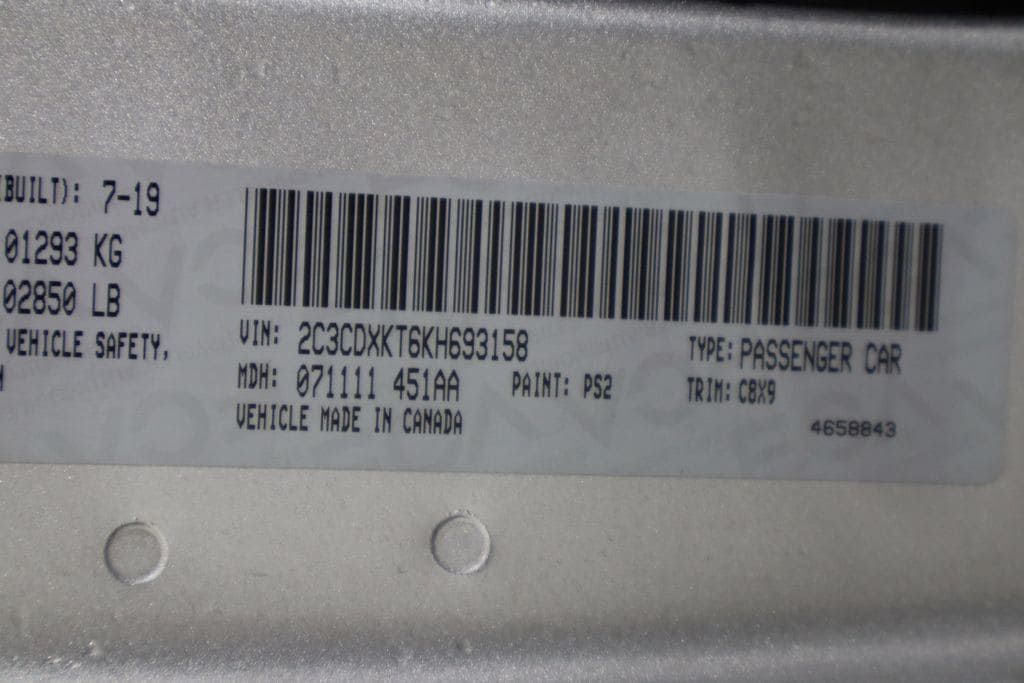 (BUILT): 7-19
01293 KG
02850 LB
VEHICLE SAFETY,
VIN: 2C3CDXKT6KH693158
TYPE: PASSENGER CAR
MDH: 071111 451AA
PAINT: PS2
TRIM: C8X9
VEHICLE MADE IN CANADA
4658843